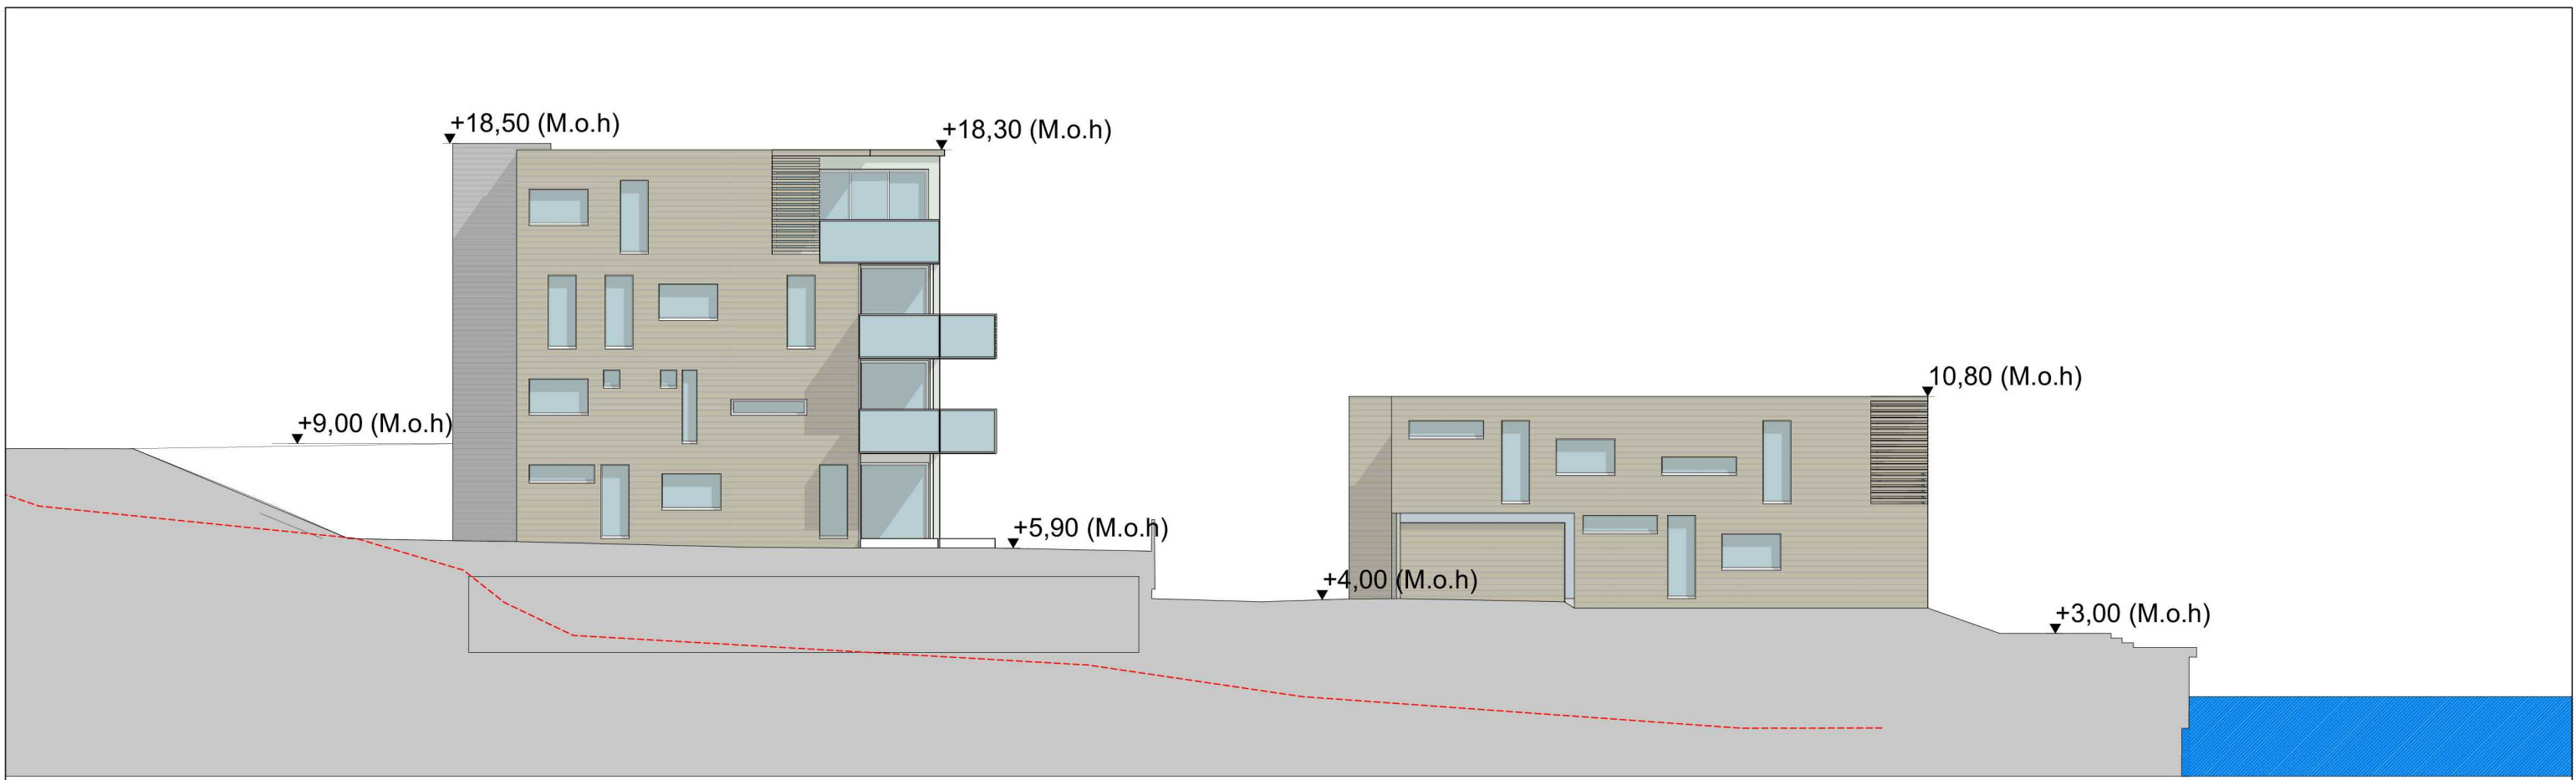 +18,50 (M.o.h)
+18,30 (M.o.h)
10,80 (M.o.h)
+9,00 (M.o.h)
+5,90 (M.o.h)
+4,00 (M.o.h)
+3,00 (M.o.h)